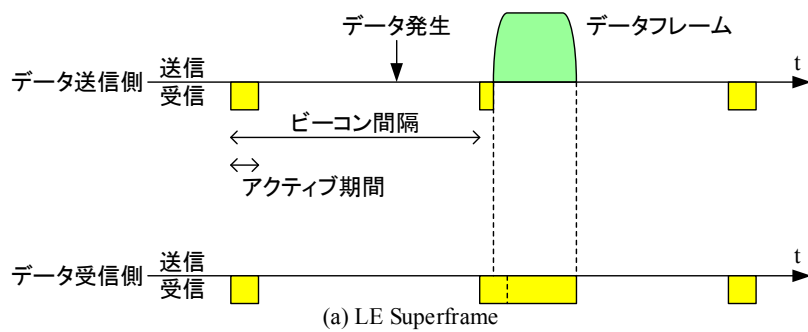 データ発生
データフレーム
データ送信側
送信
受信
t
ビーコン間隔
アクティブ期間
データ受信側
送信
受信
t
(a) LE Superframe